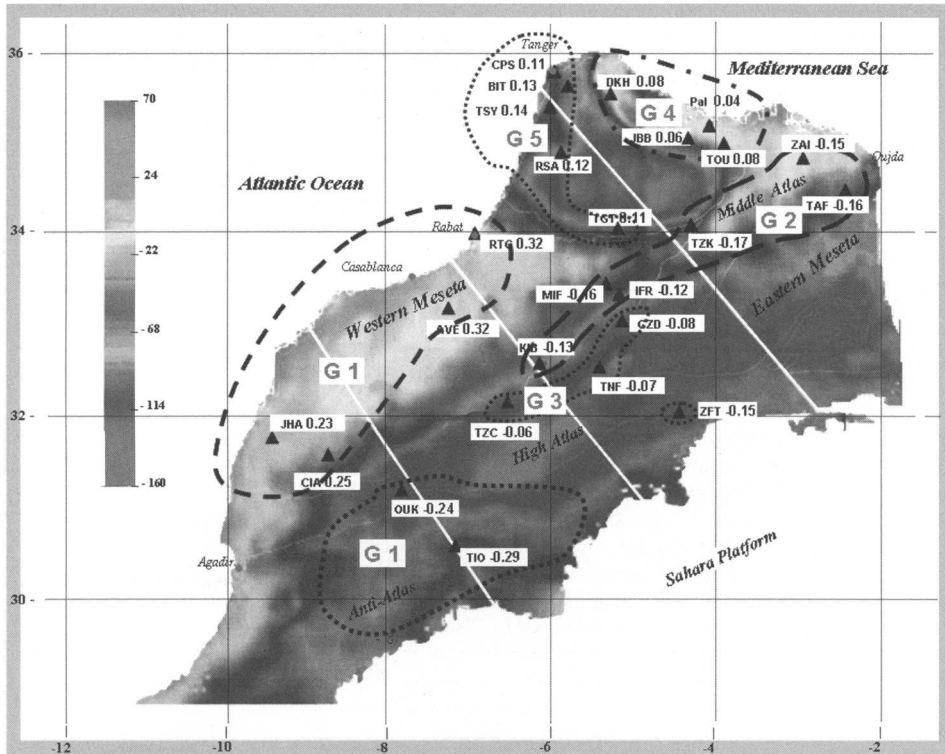 36 -
Tanger
CPS 0.11
Mediterranean Sea
70
DKH 0.08
BIT 0.13
Pal 0.04
TSY 0.14
G 4
G 5
JBB 0.06
ZAI -0.15
TOU 0.08
Oujda
RSA 0.12
24
Atlantic Ocean
Middle Atlas
TAF -0.16
TGT 0.11
G 2
34 -
Rabat
RTG 0.32
TZK -0.17
-22
Casablanca
Eastern Meseta
MIF -0.16
IFR -0.12
Western Meseta
GZD -0.08
AVE 0.32
-68
KIB -0.13
G 1
TNF -0.07
G 3
-114
32 -
JHA 0.23
TZC -0.06
ZFT -0.15
High Atlas
-160
CIA 0.25
OUK -0.24
G 1
TIO -0.29
Agadir
Sahara Platform
Anti-Atlas
30 -
-12
-10
-8
-6
-4
-2